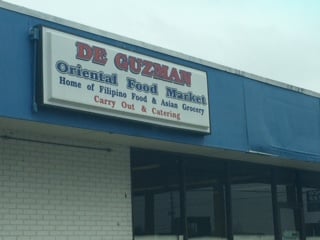 DE GUZMAN
Oriental Food Market
Home of Filipino Food & Asian Grocery
Carry Out & Catering